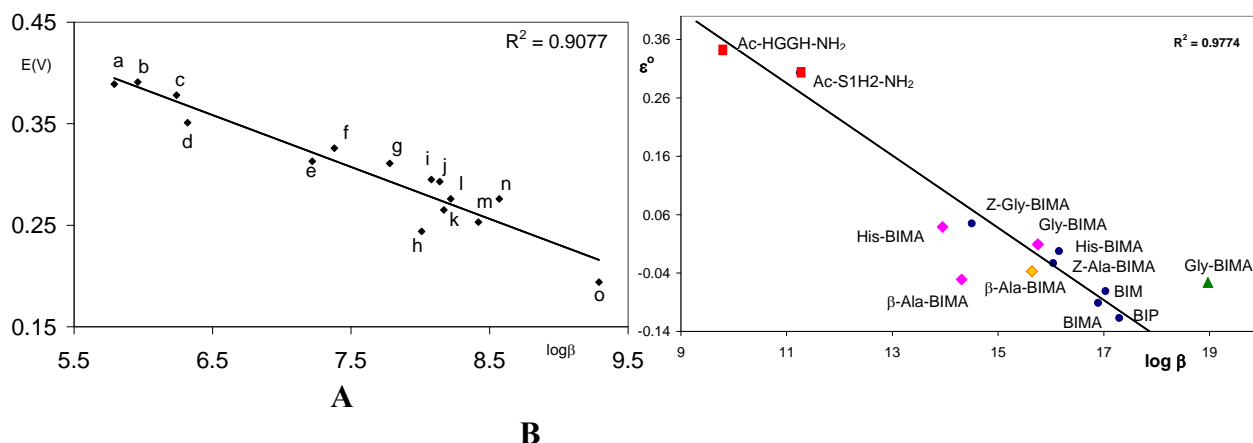 0.45
E(V)
0.35
0.25
0.15
R² = 0.9077
a
b
c
d
e
f
g
h
i
j
k
l
m
n
o
5.5 6.5 7.5 8.5 9.5
logβ
A
B
0.36
ε°
0.26
0.16
0.06
-0.04
-0.14
R² = 0.9774
Ac-HGGH-NH₂
Ac-S1H2-NH₂
Z-Gly-BIMA
Gly-BIMA
His-BIMA
His-BIMA
Z-Ala-BIMA
Gly-BIMA
β-Ala-BIMA
β-Ala-BIMA
BIM
BIMA
BIP
9 11 13 15 17 19
log β